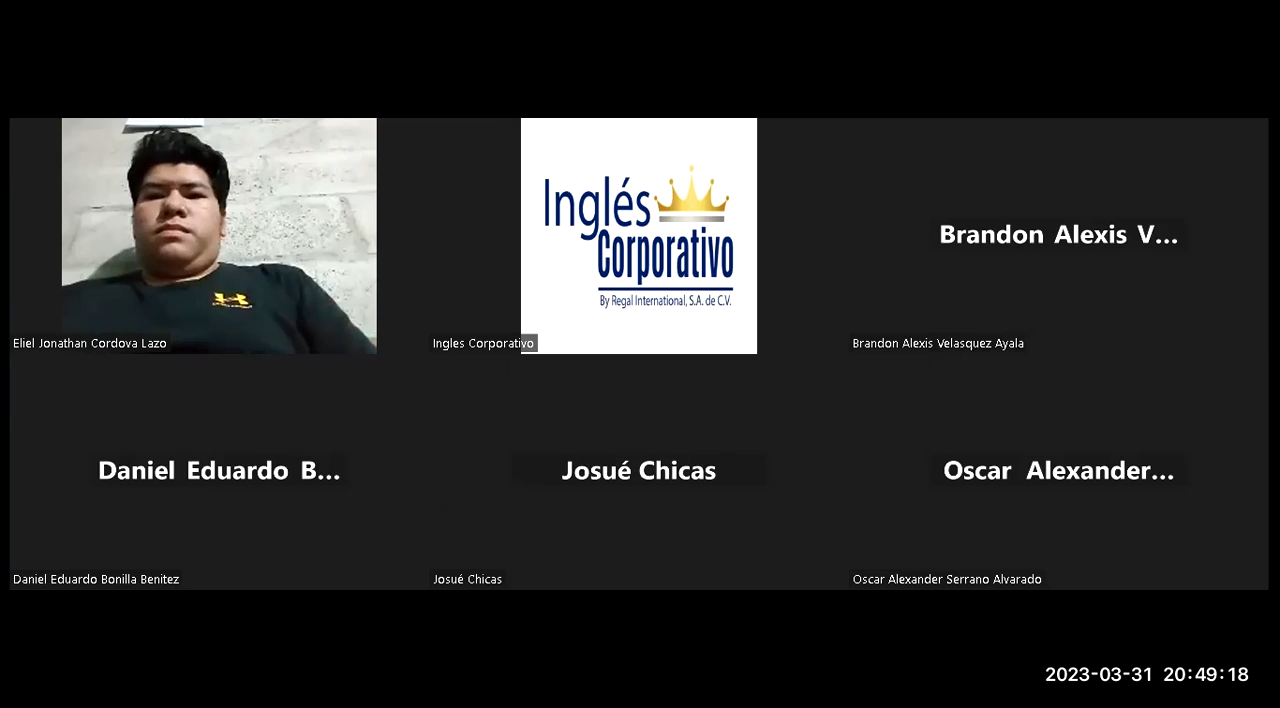 Inglés
Corporativo
By Regal International, S.A. de C.V.
Brandon Alexis V...
Eliel Jonathan Cordova Lazo
Ingles Corporativo
Brandon Alexis Velasquez Ayala
Daniel Eduardo B...
Josué Chicas
Oscar Alexander...
Daniel Eduardo Bonilla Benitez
Josué Chicas
Oscar Alexander Serrano Alvarado
2023-03-31 20:49:18